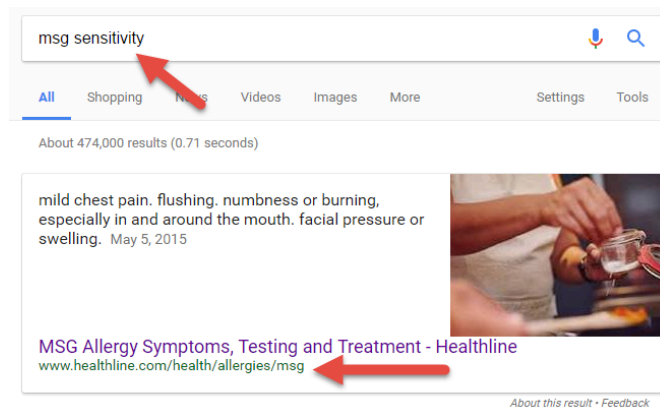 msg sensitivity
All Shopping News Videos Images More Settings Tools
About 474,000 results (0.71 seconds)
mild chest pain. flushing. numbness or burning,
especially in and around the mouth. facial pressure or
swelling. May 5, 2015
MSG Allergy Symptoms, Testing and Treatment - Healthline
www.healthline.com/health/allergies/msg
About this result • Feedback